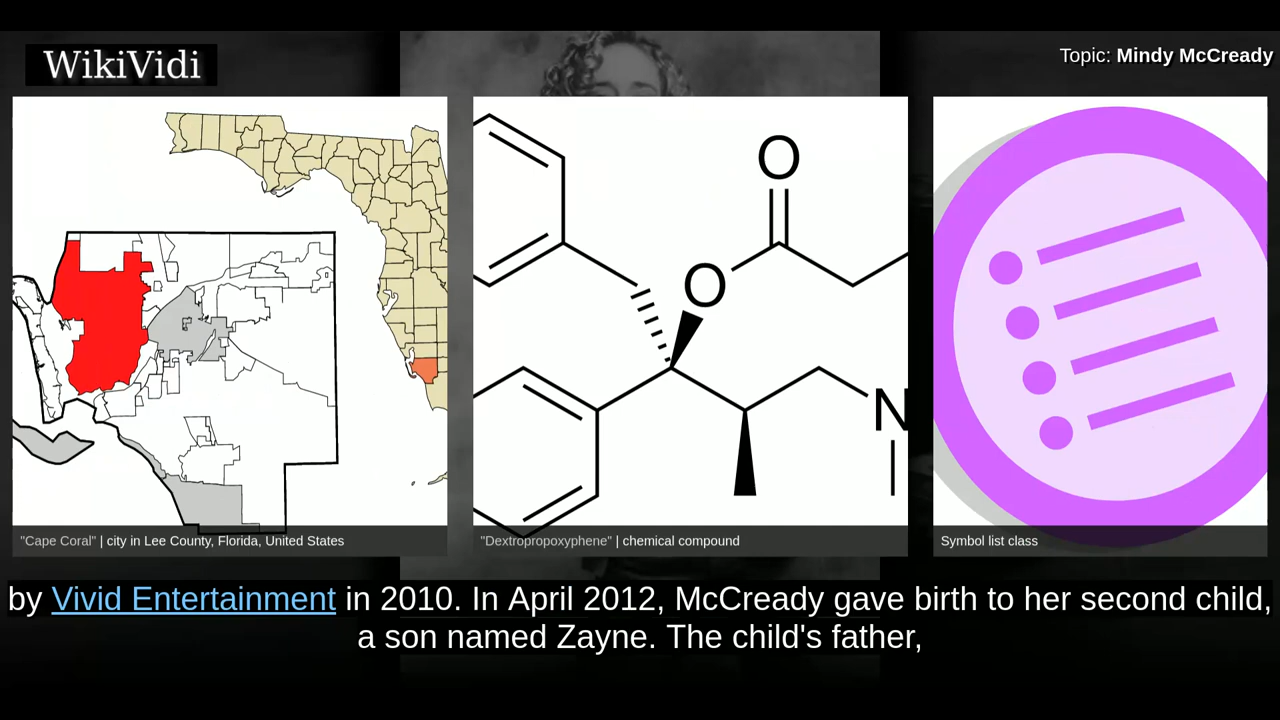 WikiVidi
Topic: Mindy McCready
O
O
N
"Cape Coral" | city in Lee County, Florida, United States
"Dextropropoxyphene" | chemical compound
Symbol list class
by Vivid Entertainment in 2010. In April 2012, McCready gave birth to her second child,
a son named Zayne. The child's father,